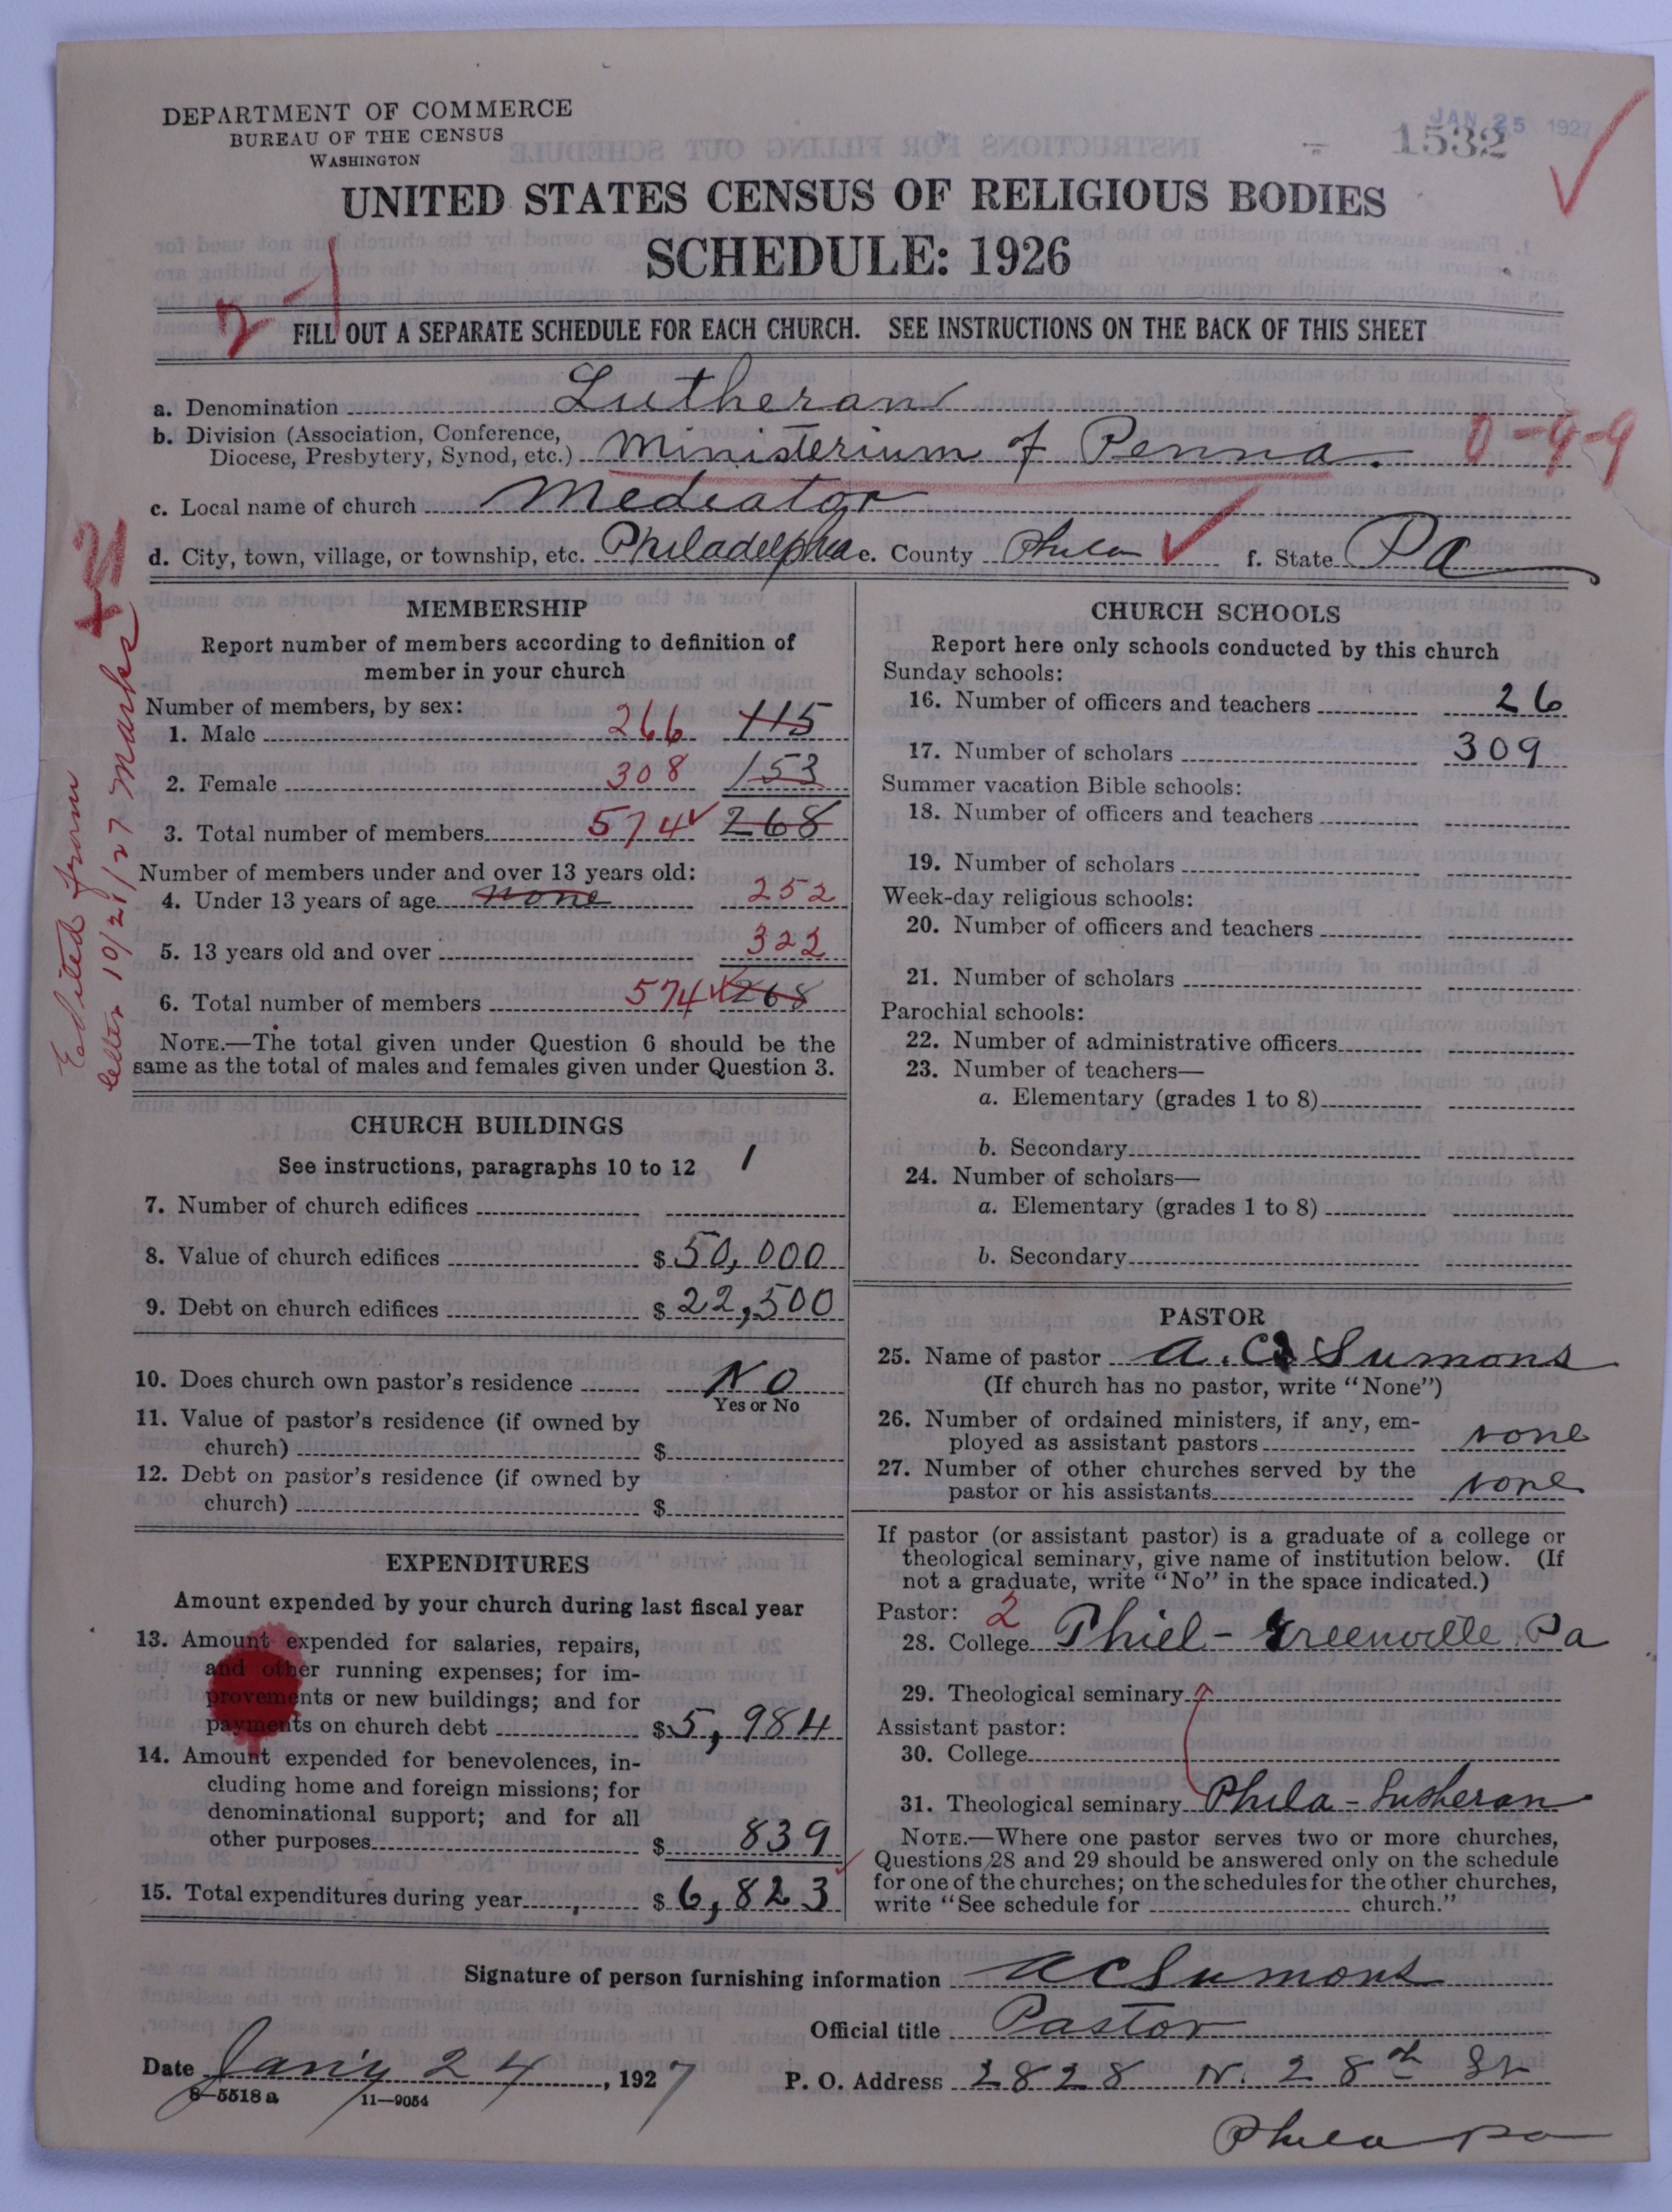 DEPARTMENT OF COMMERCE
BUREAU OF THE CENSUS
WASHINGTON
JAN 25 1927
1532
UNITED STATES CENSUS OF RELIGIOUS BODIES
SCHEDULE: 1926
2
FILL OUT A SEPARATE SCHEDULE FOR EACH CHURCH. SEE INSTRUCTIONS ON THE BACK OF THIS SHEET
a. Denomination Lutheran
b. Division (Association, Conference, Diocese, Presbytery, Synod, etc.) Ministerium of Penna. 0-9-9
c. Local name of church Mediator
d. City, town, village, or township, etc. Philadelphia e. County Phila f. State Pa
Edited from
letter 10/21/27 Marks
MEMBERSHIP
Report number of members according to definition of
member in your church
Number of members, by sex:
1. Male 266 115
2. Female 308 153
3. Total number of members 574 268
Number of members under and over 13 years old:
4. Under 13 years of age none 252
5. 13 years old and over 322
6. Total number of members 574 268
NOTE.—The total given under Question 6 should be the
same as the total of males and females given under Question 3.
CHURCH BUILDINGS
See instructions, paragraphs 10 to 12 1
7. Number of church edifices
8. Value of church edifices $ 50,000
9. Debt on church edifices $ 22,500
10. Does church own pastor's residence No
Yes or No
11. Value of pastor's residence (if owned by
church) $
12. Debt on pastor's residence (if owned by
church) $
EXPENDITURES
Amount expended by your church during last fiscal year
13. Amount expended for salaries, repairs,
and other running expenses; for im-
provements or new buildings; and for
payments on church debt $ 5,984
14. Amount expended for benevolences, in-
cluding home and foreign missions; for
denominational support; and for all
other purposes $ 839
15. Total expenditures during year $ 6,823
CHURCH SCHOOLS
Report here only schools conducted by this church
Sunday schools:
16. Number of officers and teachers 26
17. Number of scholars 309
Summer vacation Bible schools:
18. Number of officers and teachers
19. Number of scholars
Week-day religious schools:
20. Number of officers and teachers
21. Number of scholars
Parochial schools:
22. Number of administrative officers
23. Number of teachers—
a. Elementary (grades 1 to 8)
b. Secondary
24. Number of scholars—
a. Elementary (grades 1 to 8)
b. Secondary
PASTOR
25. Name of pastor A. C. Sumons
(If church has no pastor, write "None")
26. Number of ordained ministers, if any, em-
ployed as assistant pastors none
27. Number of other churches served by the
pastor or his assistants none
If pastor (or assistant pastor) is a graduate of a college or
theological seminary, give name of institution below. (If
not a graduate, write "No" in the space indicated.)
Pastor: 2
28. College Thiel - Greenville Pa
29. Theological seminary
Assistant pastor:
30. College
31. Theological seminary Phila - Lutheran
NOTE.—Where one pastor serves two or more churches,
Questions 28 and 29 should be answered only on the schedule
for one of the churches; on the schedules for the other churches,
write "See schedule for church."
Signature of person furnishing information A C Sumons
Official title Pastor
Date Jan'y 24, 1927 P. O. Address 2828 N. 28th St
8—5518a 11—9054
Phila Pa